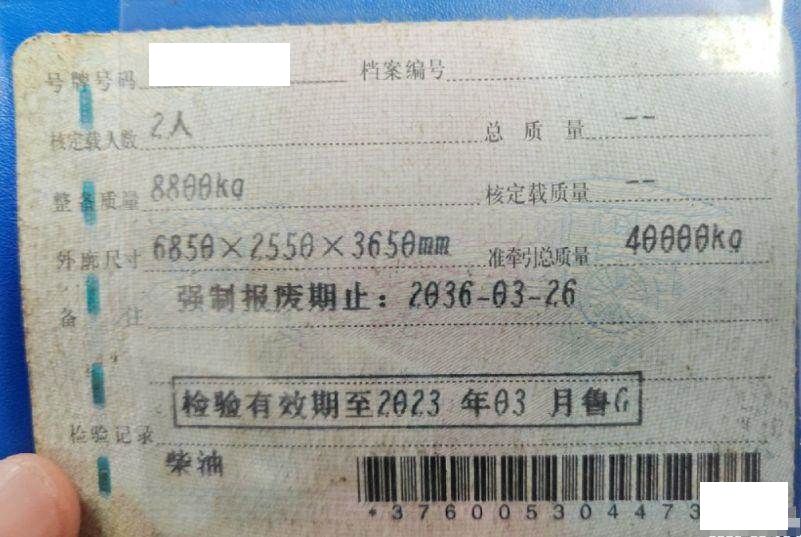 号牌号码 档案编号
核定载人数 2人 总质量 --
整备质量 8800kg 核定载质量 --
外廓尺寸 6850×2550×3650mm 准牵引总质量 40000kg
备注 强制报废期止：2036-03-26
检验有效期至2023 年03 月鲁G
检验记录
柴油
*376005304473